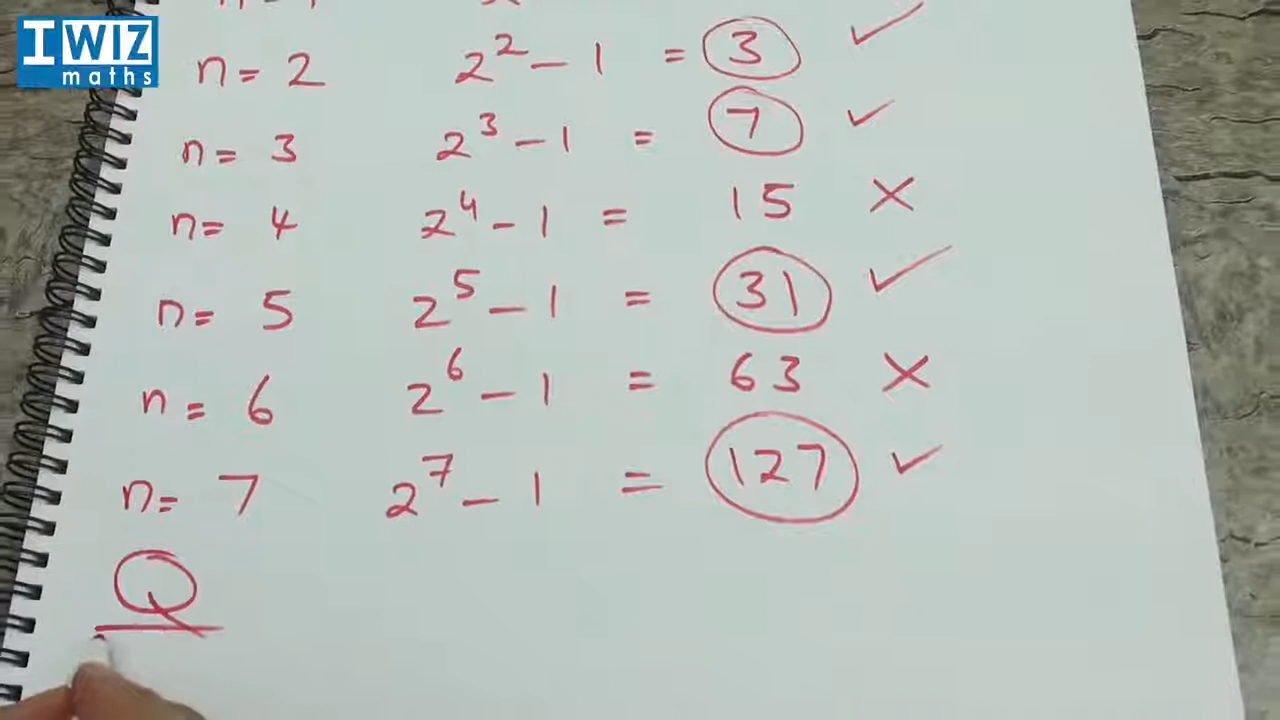 I WIZ
maths
n = 2 2² - 1 = 3 ✓
n = 3 2³ - 1 = 7 ✓
n = 4 2⁴ - 1 = 15 ×
n = 5 2⁵ - 1 = 31 ✓
n = 6 2⁶ - 1 = 63 ×
n = 7 2⁷ - 1 = 127 ✓
Q